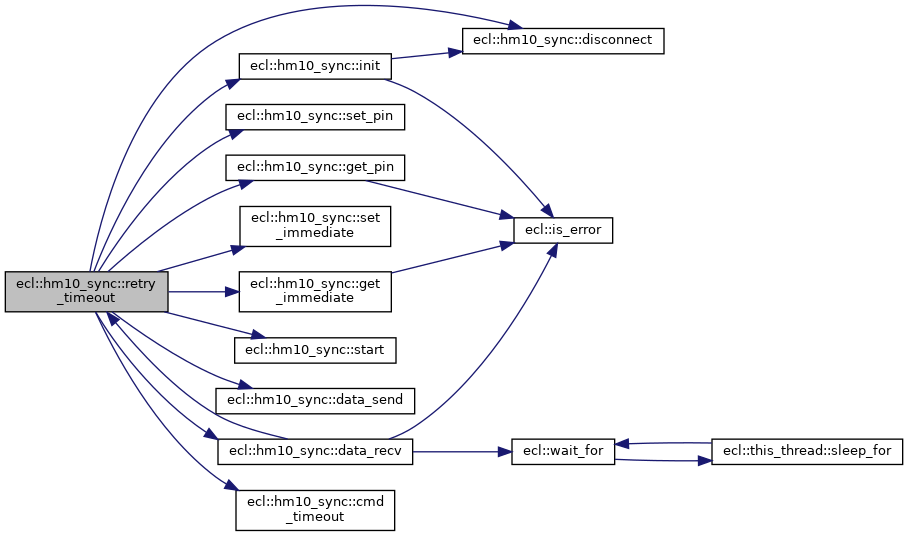 ecl::hm10_sync::disconnect
ecl::hm10_sync::init
ecl::hm10_sync::set_pin
ecl::hm10_sync::get_pin
ecl::hm10_sync::set
_immediate
ecl::is_error
ecl::hm10_sync::retry
_timeout
ecl::hm10_sync::get
_immediate
ecl::hm10_sync::start
ecl::hm10_sync::data_send
ecl::hm10_sync::data_recv
ecl::wait_for
ecl::this_thread::sleep_for
ecl::hm10_sync::cmd
_timeout